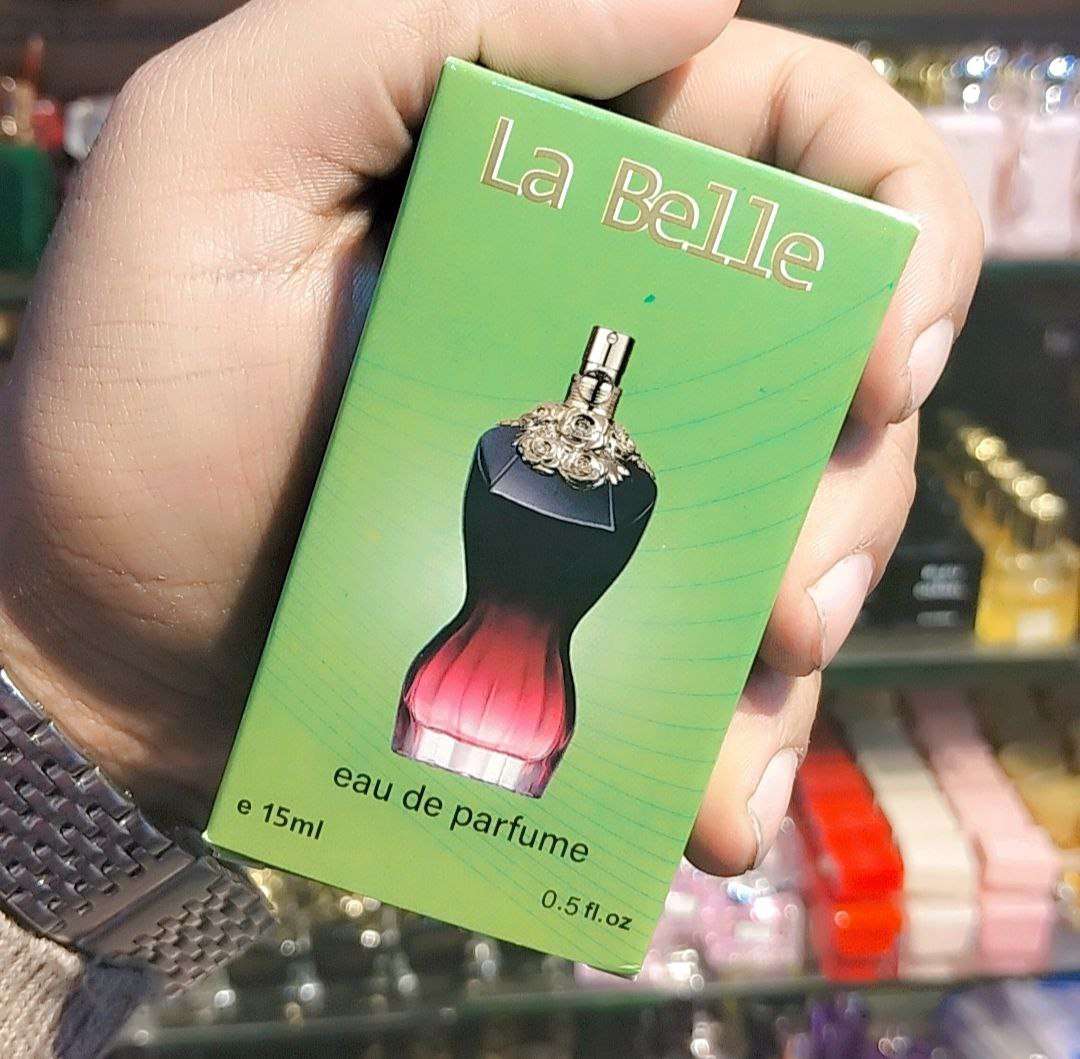 La Belle
eau de parfume
e 15ml
0.5 fl.oz